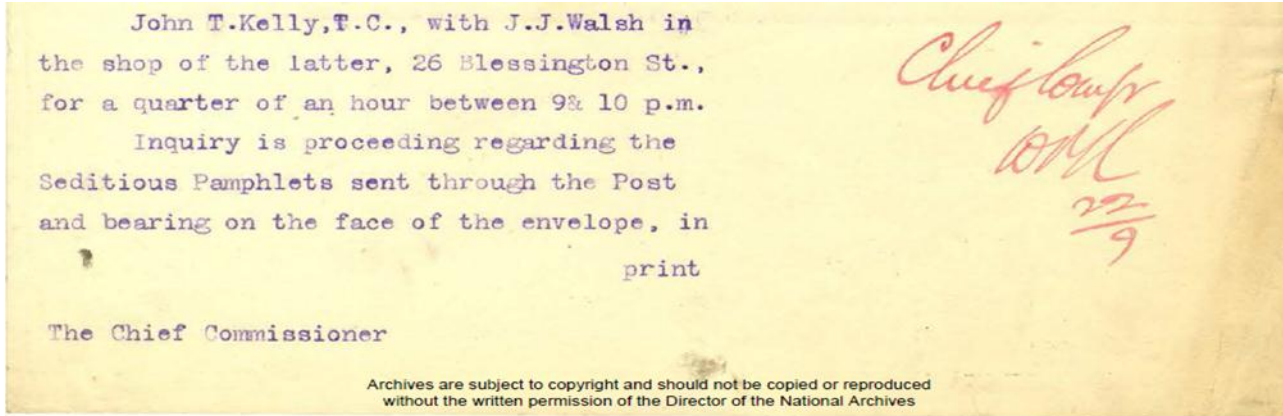 John T.Kelly,T.C., with J.J.Walsh in
the shop of the latter, 26 Blessington St.,
for a quarter of an hour between 9& 10 p.m.
Inquiry is proceeding regarding the
Seditious Pamphlets sent through the Post
and bearing on the face of the envelope, in
print
The Chief Commissioner
Chief Comr
22
9
Archives are subject to copyright and should not be copied or reproduced
without the written permission of the Director of the National Archives